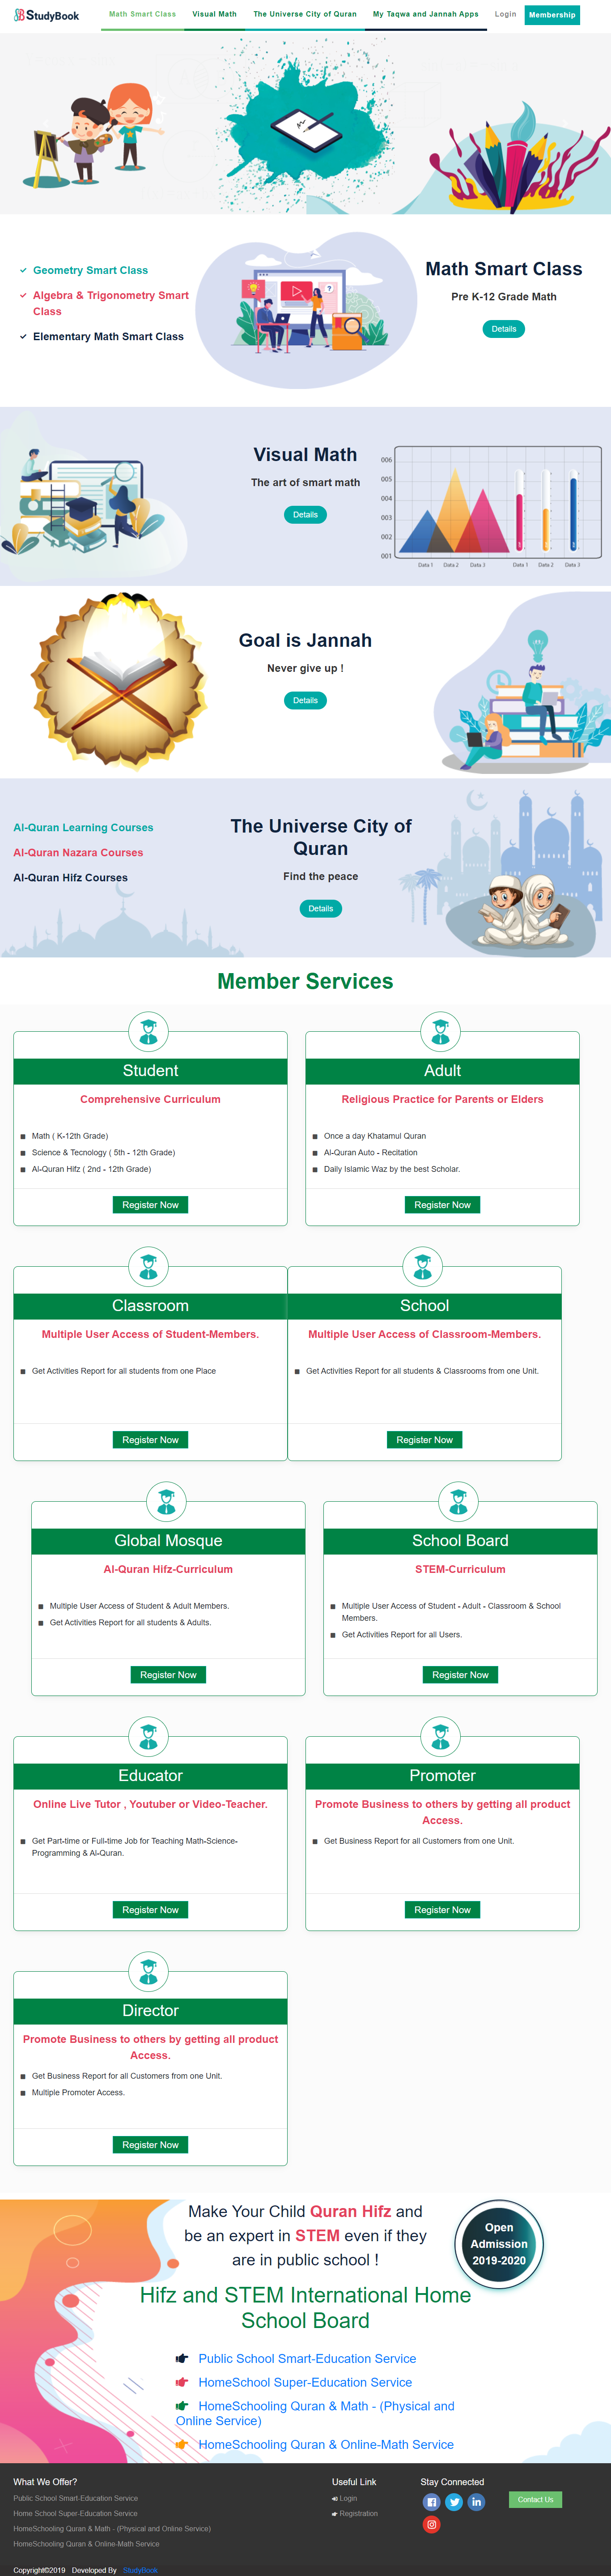 StudyBook
Math Smart Class
Visual Math
The Universe City of Quran
My Taqwa and Jannah Apps
Login
Membership
Geometry Smart Class
Algebra & Trigonometry Smart
Class
Elementary Math Smart Class
Math Smart Class
Pre K-12 Grade Math
Details
Visual Math
The art of smart math
Details
006
005
004
003
002
001
Data 1
Data 2
Data 3
Data 1
Data 2
Data 3
Goal is Jannah
Never give up !
Details
Al-Quran Learning Courses
Al-Quran Nazara Courses
Al-Quran Hifz Courses
The Universe City of
Quran
Find the peace
Details
Member Services
Student
Comprehensive Curriculum
Math ( K-12th Grade)
Science & Tecnology ( 5th - 12th Grade)
Al-Quran Hifz ( 2nd - 12th Grade)
Register Now
Adult
Religious Practice for Parents or Elders
Once a day Khatamul Quran
Al-Quran Auto - Recitation
Daily Islamic Waz by the best Scholar.
Register Now
Classroom
Multiple User Access of Student-Members.
Get Activities Report for all students from one Place
Register Now
School
Multiple User Access of Classroom-Members.
Get Activities Report for all students & Classrooms from one Unit.
Register Now
Global Mosque
Al-Quran Hifz-Curriculum
Multiple User Access of Student & Adult Members.
Get Activities Report for all students & Adults.
Register Now
School Board
STEM-Curriculum
Multiple User Access of Student - Adult - Classroom & School
Members.
Get Activities Report for all Users.
Register Now
Educator
Online Live Tutor , Youtuber or Video-Teacher.
Get Part-time or Full-time Job for Teaching Math-Science-
Programming & Al-Quran.
Register Now
Promoter
Promote Business to others by getting all product
Access.
Get Business Report for all Customers from one Unit.
Register Now
Director
Promote Business to others by getting all product
Access.
Get Business Report for all Customers from one Unit.
Multiple Promoter Access.
Register Now
Make Your Child Quran Hifz and
be an expert in STEM even if they
are in public school !
Open
Admission
2019-2020
Hifz and STEM International Home
School Board
Public School Smart-Education Service
HomeSchool Super-Education Service
HomeSchooling Quran & Math - (Physical and
Online Service)
HomeSchooling Quran & Online-Math Service
What We Offer?
Public School Smart-Education Service
Home School Super-Education Service
HomeSchooling Quran & Math - (Physical and Online Service)
HomeSchooling Quran & Online-Math Service
Useful Link
Login
Registration
Stay Connected
Contact Us
Copyright©2019 Developed By StudyBook